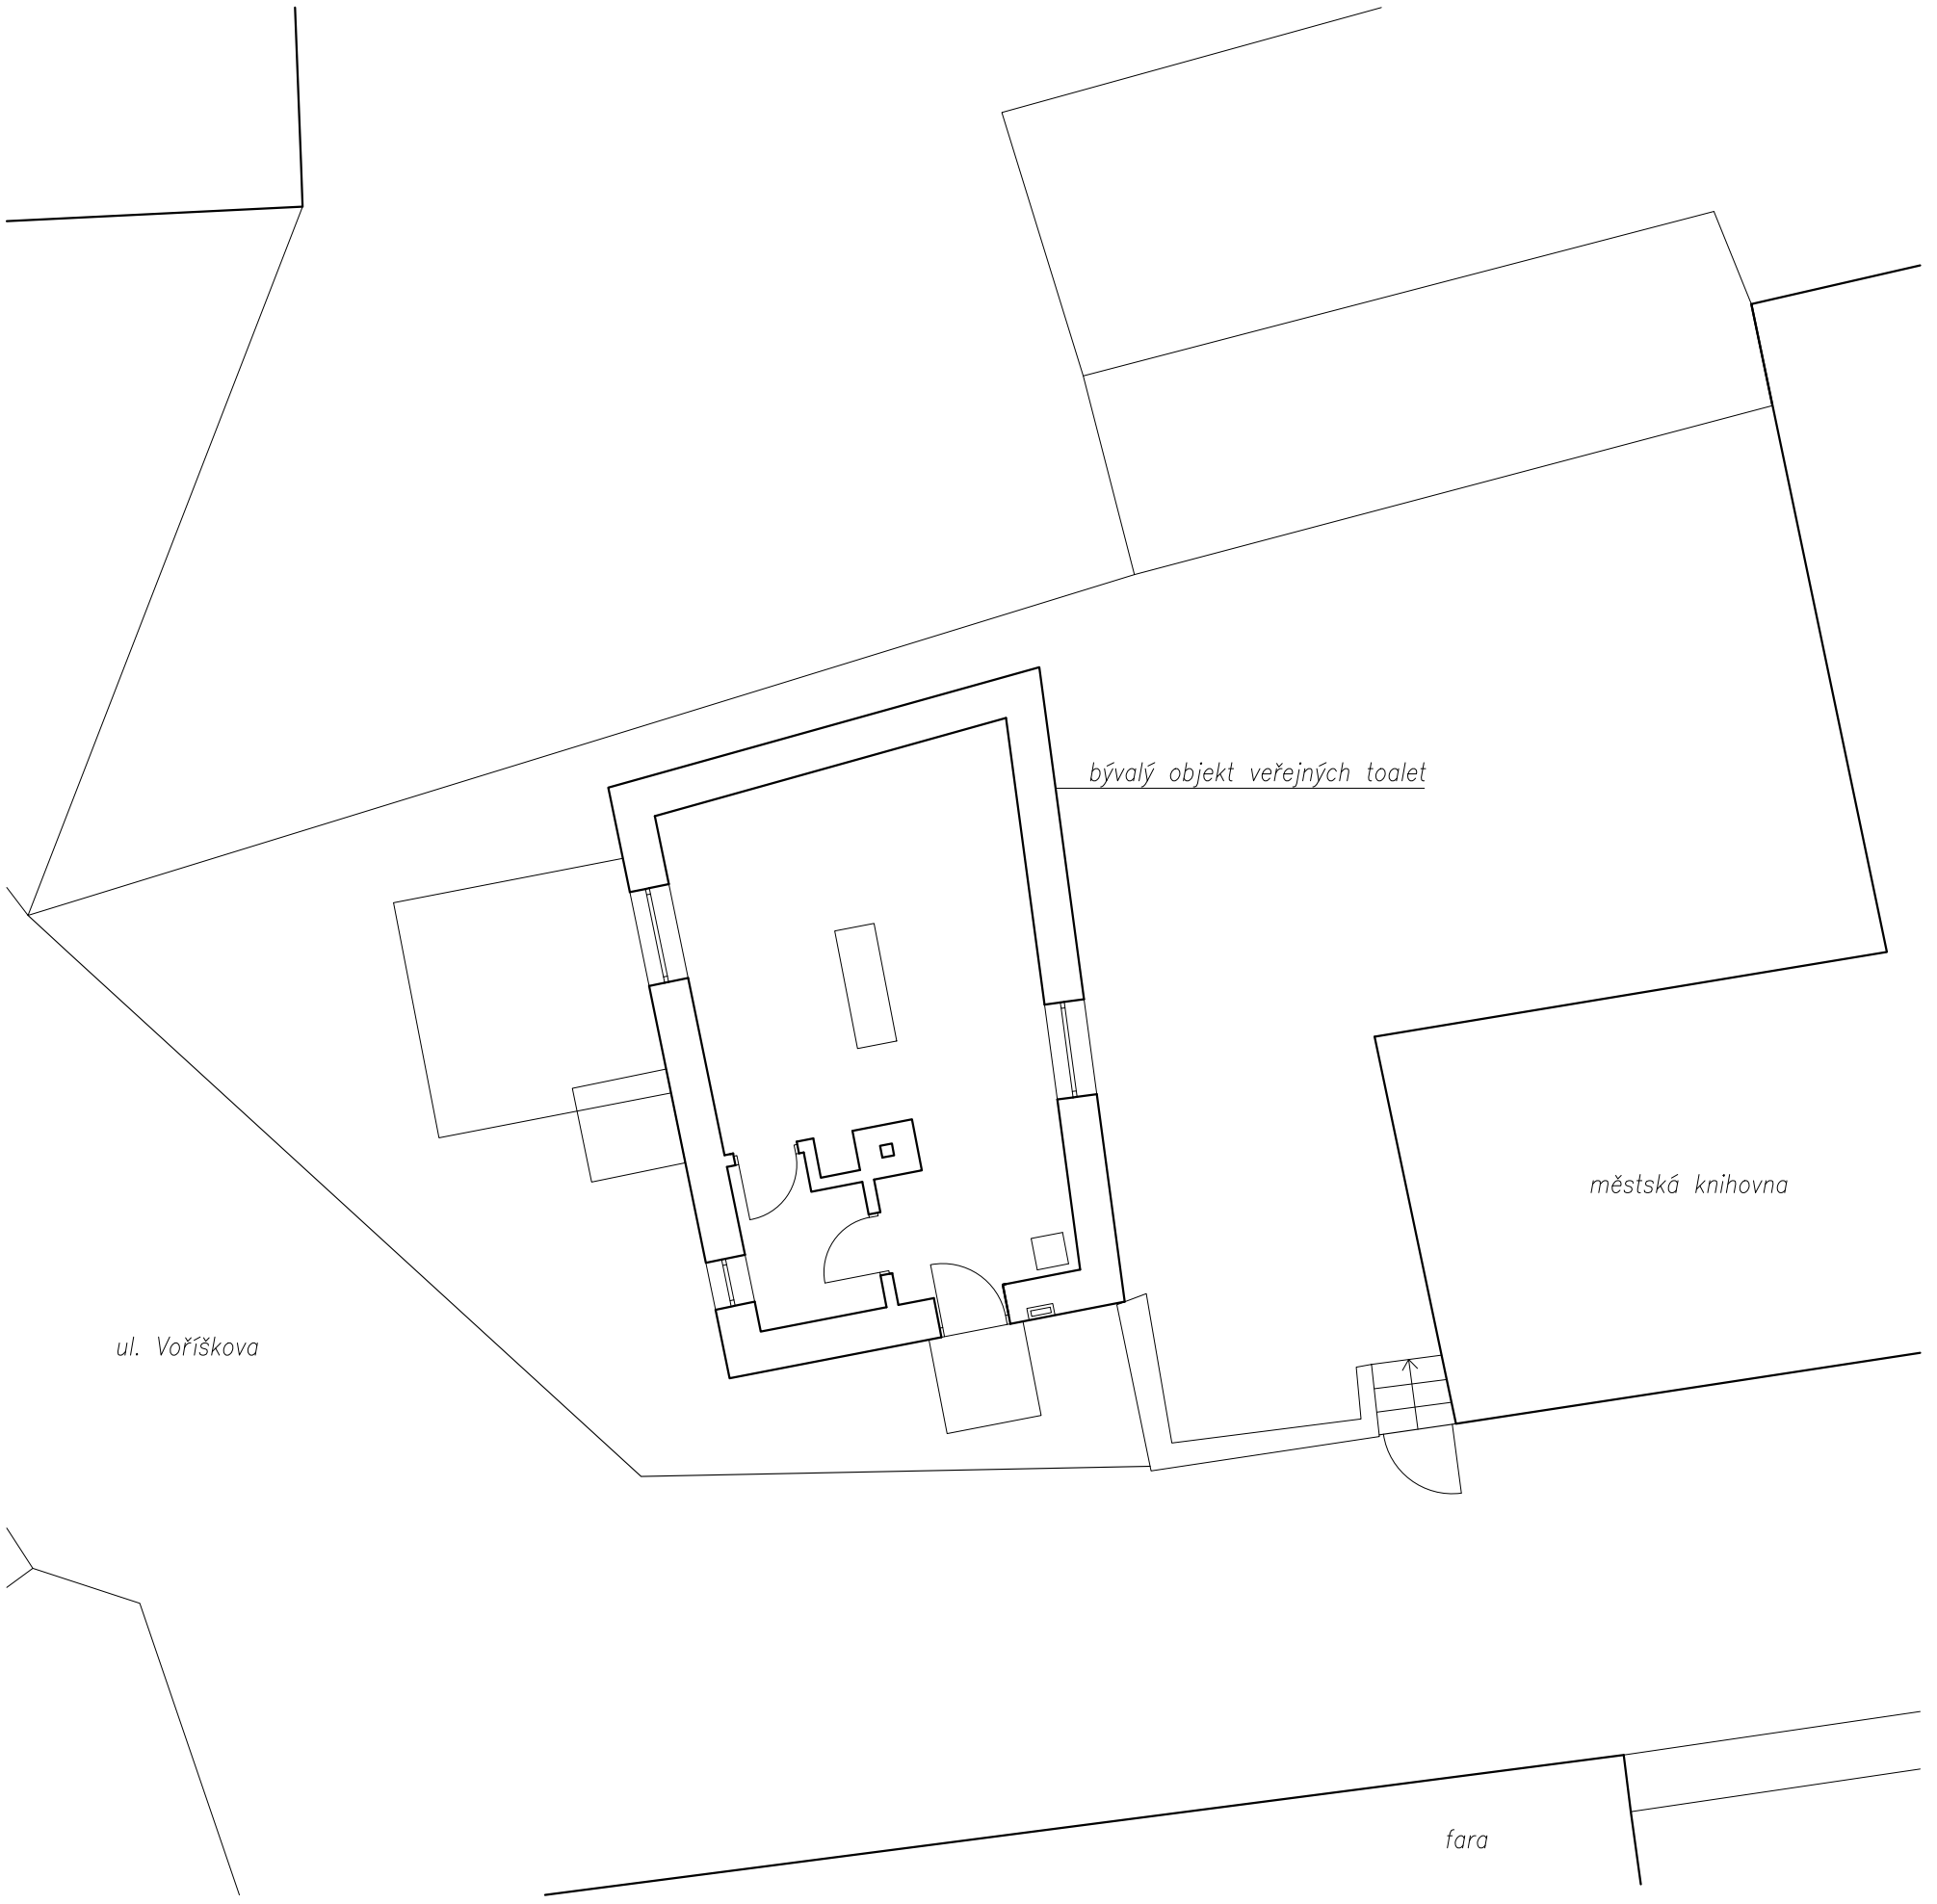 bývalý objekt veřejných toalet
městská knihovna
ul. Voříškova
fara